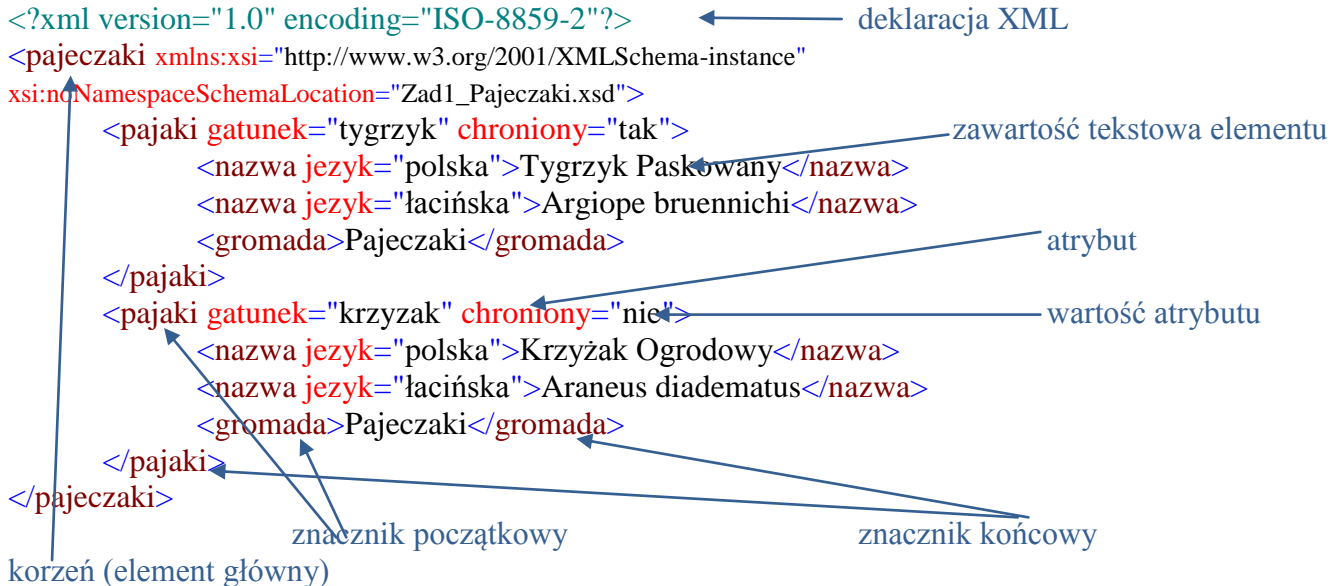 <?xml version="1.0" encoding="ISO-8859-2"?> deklaracja XML
<pajeczaki xmlns:xsi="http://www.w3.org/2001/XMLSchema-instance"
xsi:noNamespaceSchemaLocation="Zad1_Pajeczaki.xsd">
<pajaki gatunek="tygrzyk" chroniony="tak"> zawartość tekstowa elementu
<nazwa jezyk="polska">Tygrzyk Paskowany</nazwa>
<nazwa jezyk="łacińska">Argiope bruennichi</nazwa>
<gromada>Pajeczaki</gromada> atrybut
</pajaki>
<pajaki gatunek="krzyzak" chroniony="nie"> wartość atrybutu
<nazwa jezyk="polska">Krzyżak Ogrodowy</nazwa>
<nazwa jezyk="łacińska">Araneus diadematus</nazwa>
<gromada>Pajeczaki</gromada>
</pajaki>
</pajeczaki>
znacznik początkowy znacznik końcowy
korzeń (element główny)